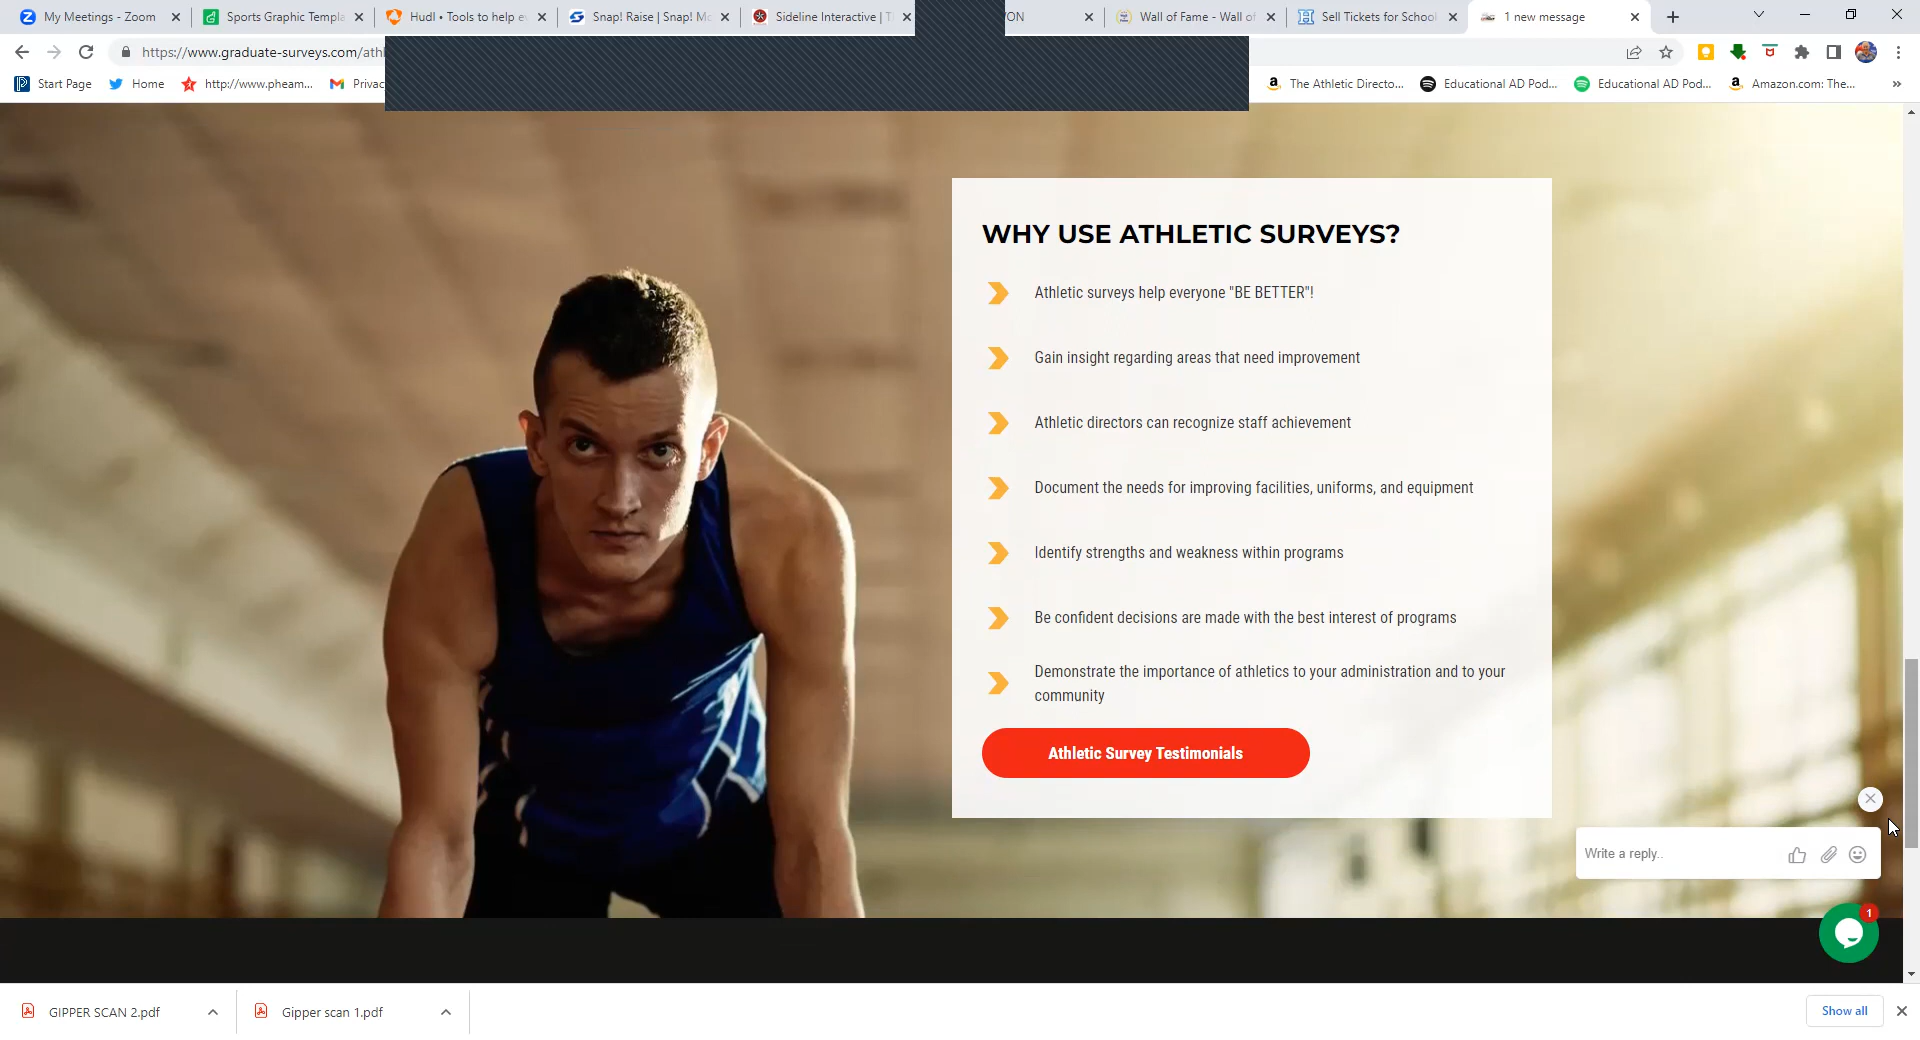 My Meetings - Zoom
Sports Graphic Templa
Hudl • Tools to help e
Snap! Raise | Snap! Mo
Sideline Interactive | T
ON
Wall of Fame - Wall of
Sell Tickets for School
1 new message
https://www.graduate-surveys.com/athl
Start Page
Home
http://www.pheam...
Privac
The Athletic Directo...
Educational AD Pod...
Educational AD Pod...
Amazon.com: The...
WHY USE ATHLETIC SURVEYS?
Athletic surveys help everyone "BE BETTER"!
Gain insight regarding areas that need improvement
Athletic directors can recognize staff achievement
Document the needs for improving facilities, uniforms, and equipment
Identify strengths and weakness within programs
Be confident decisions are made with the best interest of programs
Demonstrate the importance of athletics to your administration and to your
community
Athletic Survey Testimonials
Write a reply..
1
GIPPER SCAN 2.pdf
Gipper scan 1.pdf
Show all